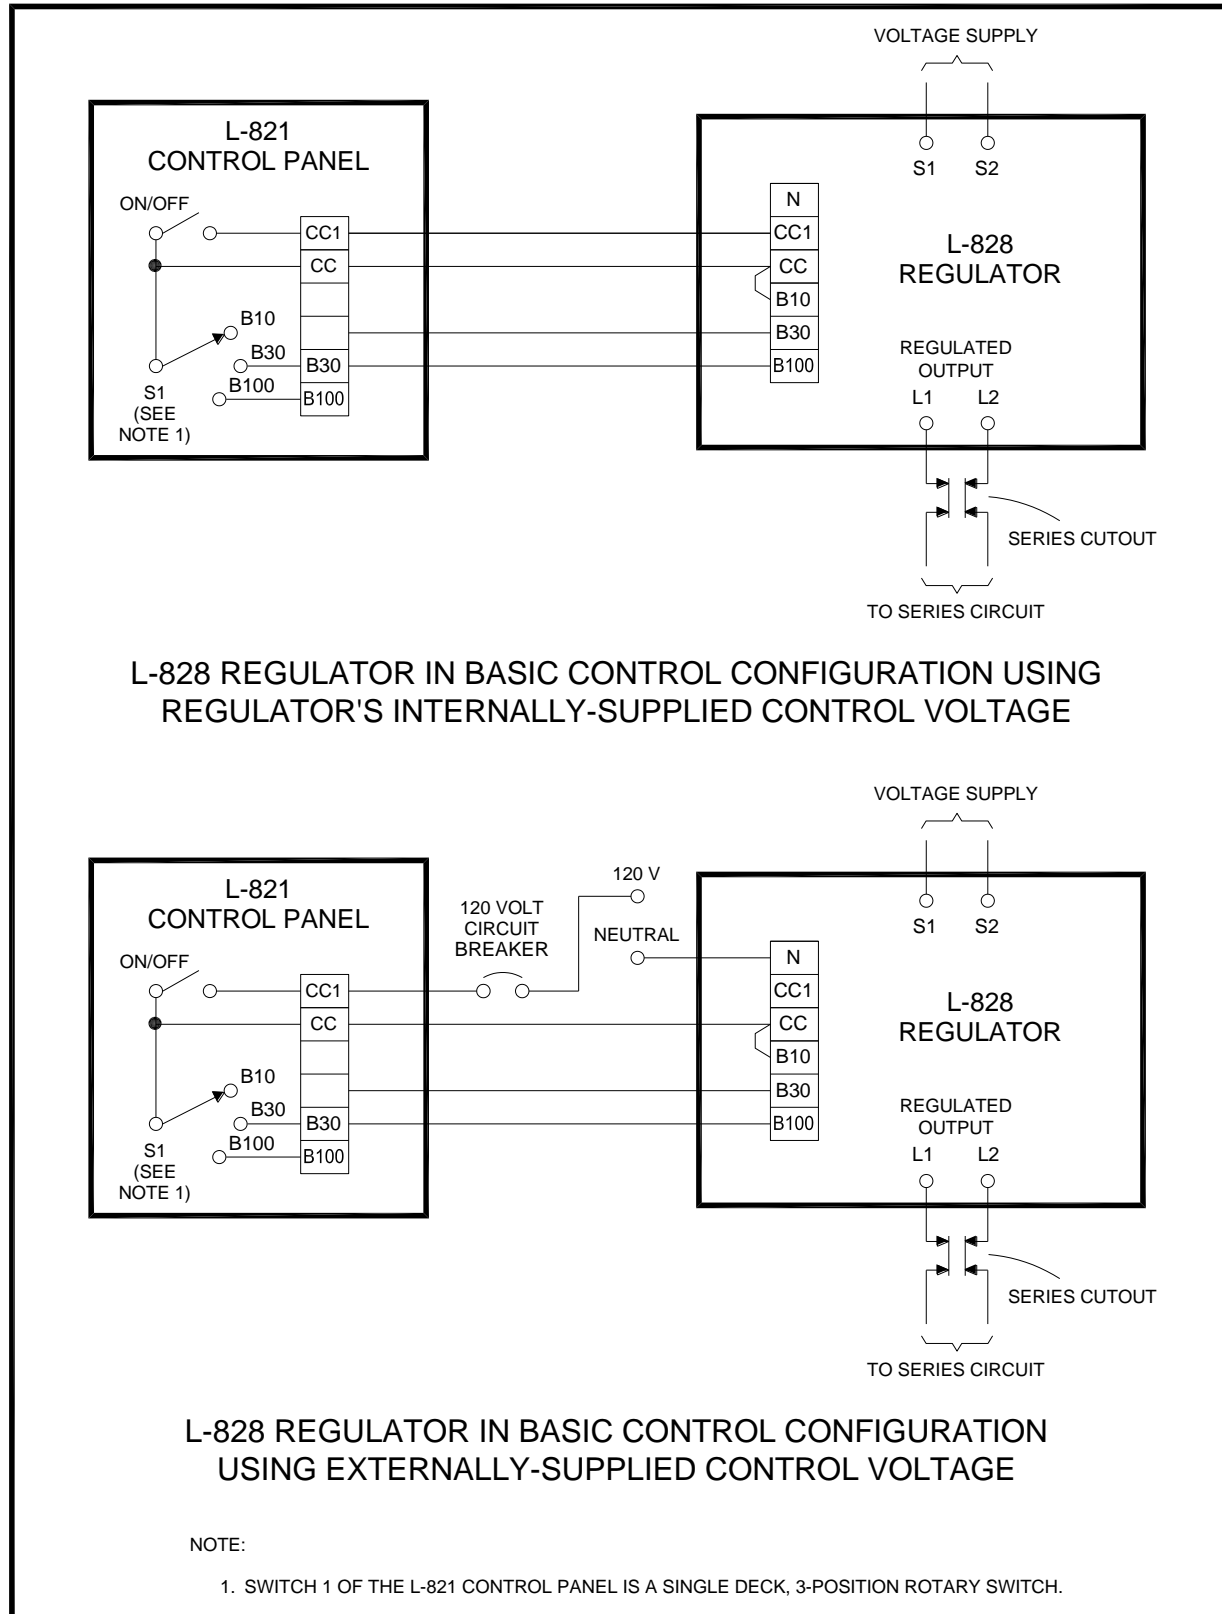 VOLTAGE SUPPLY
L-821
CONTROL PANEL
ON/OFF
CC1
CC
B10
B30
B30
B100
B100
S1
(SEE
NOTE 1)
S1
S2
N
CC1
CC
B10
B30
B100
L-828
REGULATOR
REGULATED
OUTPUT
L1
L2
SERIES CUTOUT
TO SERIES CIRCUIT
L-828 REGULATOR IN BASIC CONTROL CONFIGURATION USING
REGULATOR'S INTERNALLY-SUPPLIED CONTROL VOLTAGE
VOLTAGE SUPPLY
L-821
CONTROL PANEL
ON/OFF
CC1
CC
B10
B30
B30
B100
B100
S1
(SEE
NOTE 1)
120 VOLT
CIRCUIT
BREAKER
120 V
NEUTRAL
S1
S2
N
CC1
CC
B10
B30
B100
L-828
REGULATOR
REGULATED
OUTPUT
L1
L2
SERIES CUTOUT
TO SERIES CIRCUIT
L-828 REGULATOR IN BASIC CONTROL CONFIGURATION
USING EXTERNALLY-SUPPLIED CONTROL VOLTAGE
NOTE:
1. SWITCH 1 OF THE L-821 CONTROL PANEL IS A SINGLE DECK, 3-POSITION ROTARY SWITCH.